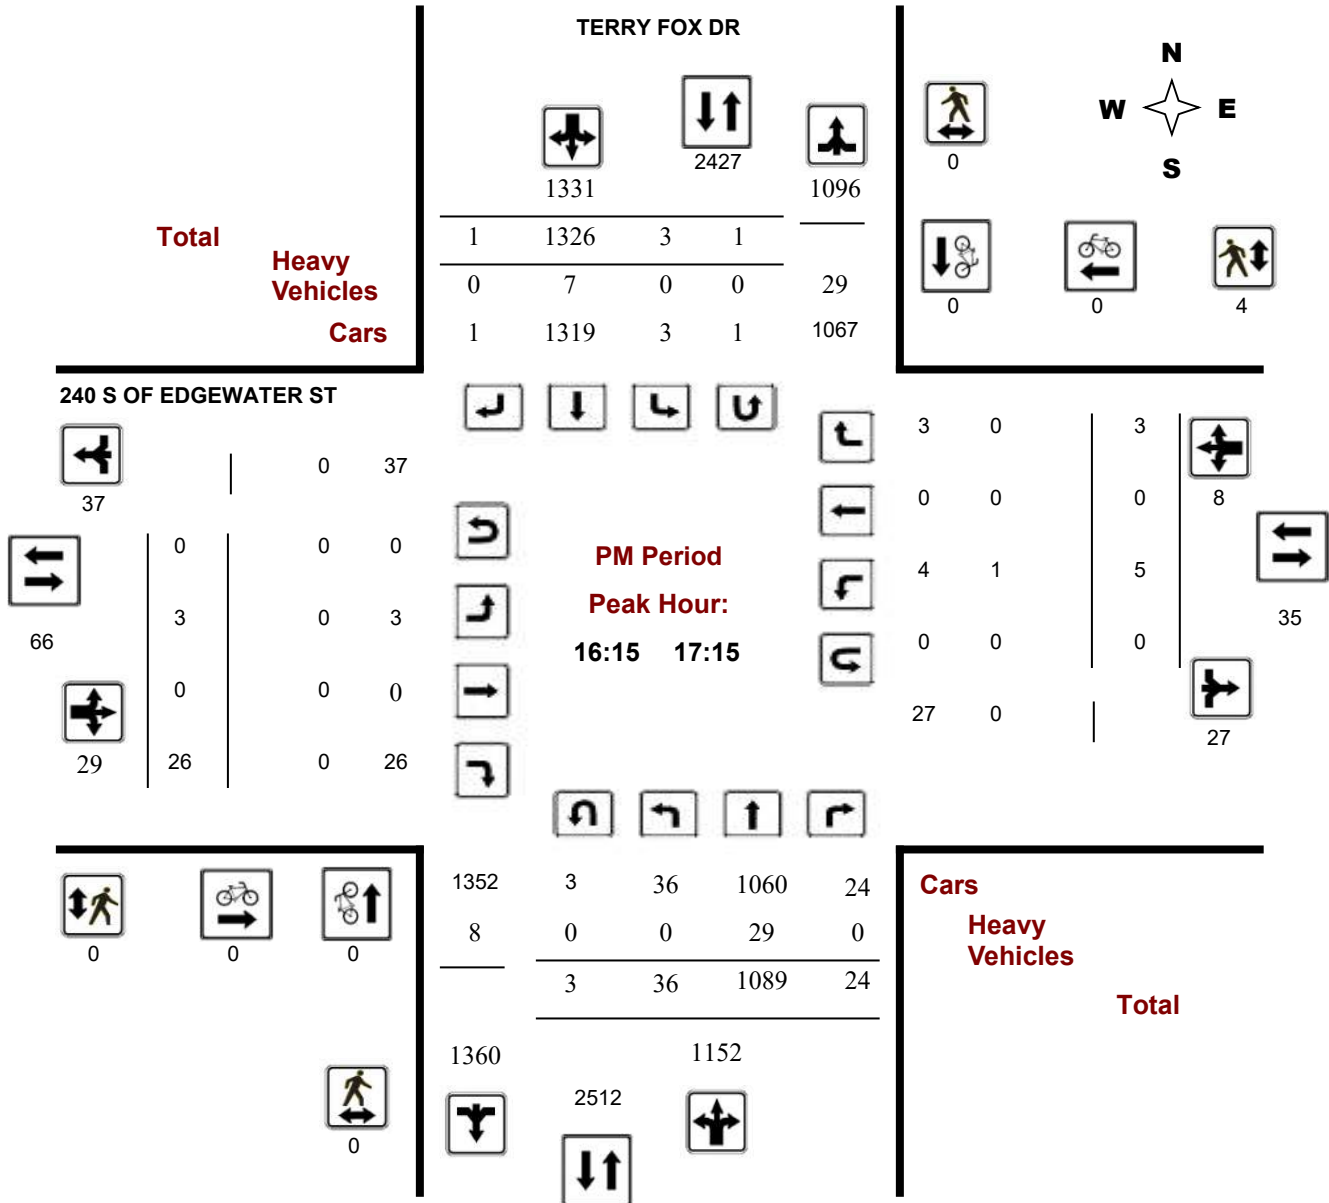 TERRY FOX DR
N
W E
S
2427
0
1331 1096
Total 1 1326 3 1
Heavy
Vehicles 0 7 0 0 29
0 0 4
Cars 1 1319 3 1 1067
240 S OF EDGEWATER ST
3 0 3
0 37
37
0 0 0 8
0 0 0
PM Period
4 1 5
Peak Hour:
3 0 3
35
66
16:15 17:15
0 0 0
0 0 0
27 0
27
29 26 0 26
1352 3 36 1060 24
Cars
8 0 0 29 0
Heavy
Vehicles
0 0 0
3 36 1089 24
Total
1360 1152
2512
0